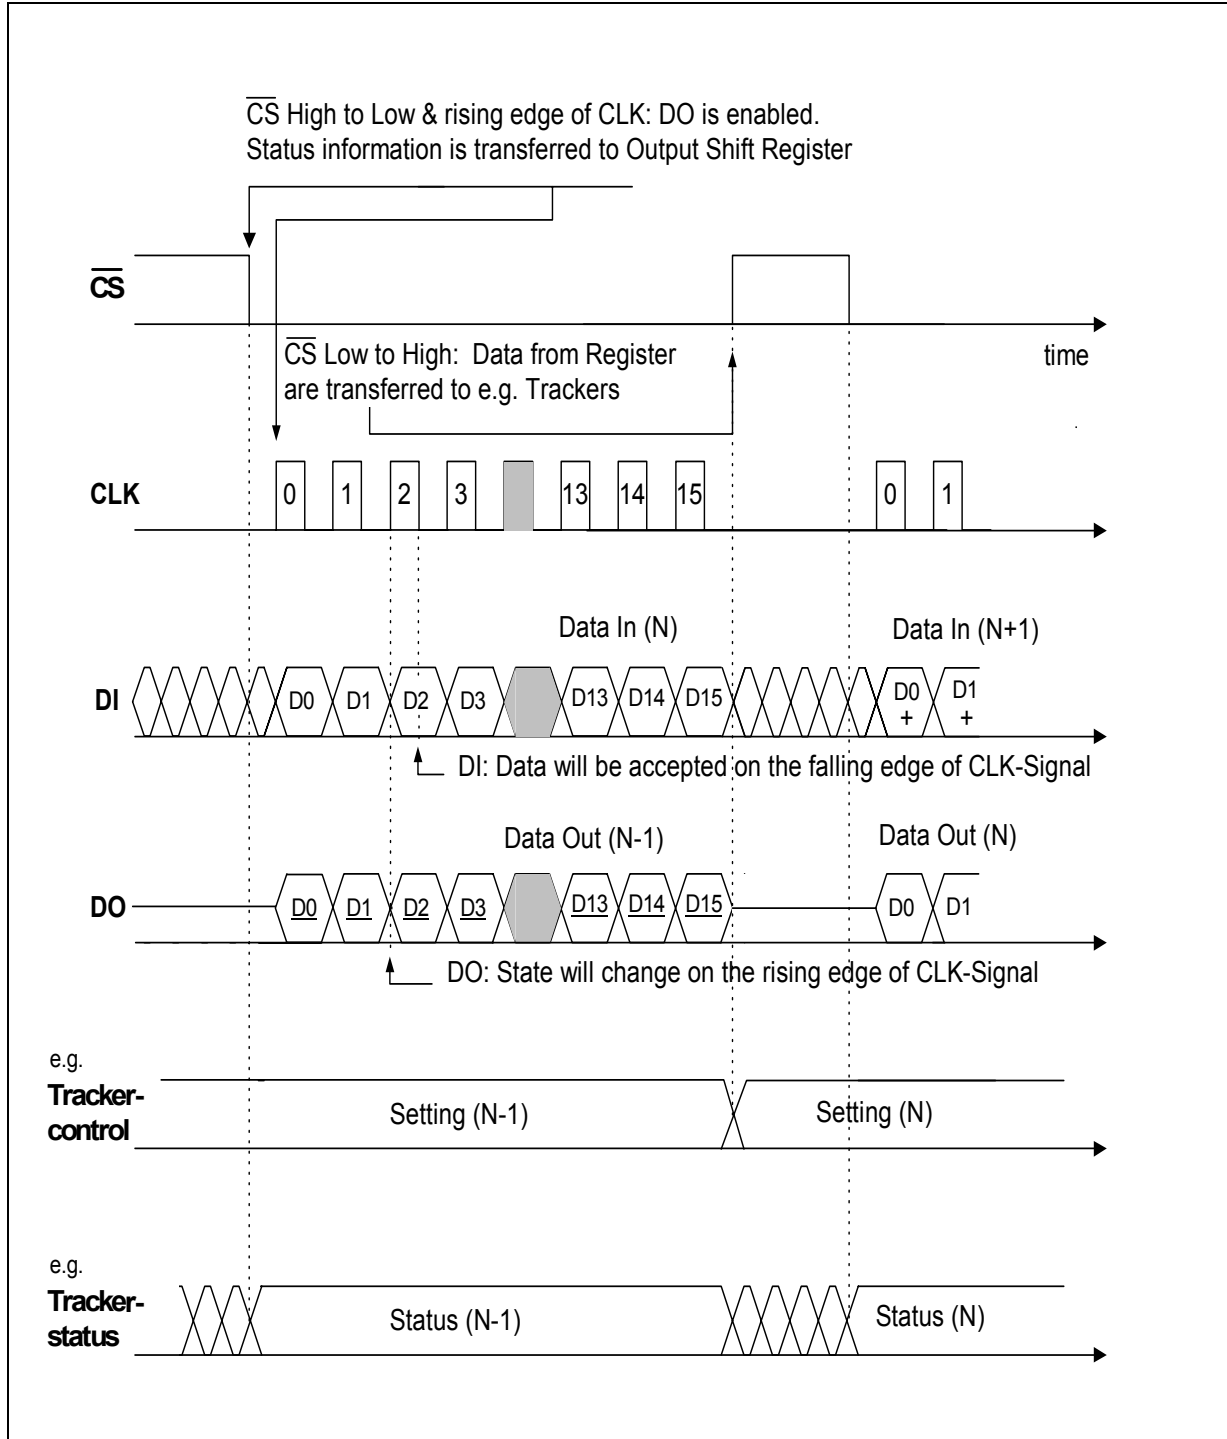 CS High to Low & rising edge of CLK: DO is enabled.
Status information is transferred to Output Shift Register
CS
CS Low to High: Data from Register
are transferred to e.g. Trackers
time
CLK
0 1 2 3 13 14 15 0 1
Data In (N) Data In (N+1)
DI
D0 D1 D2 D3 D13 D14 D15 D0 + D1 +
DI: Data will be accepted on the falling edge of CLK-Signal
Data Out (N-1) Data Out (N)
DO
D0 D1 D2 D3 D13 D14 D15 D0 D1
DO: State will change on the rising edge of CLK-Signal
e.g.
Tracker-
control
Setting (N-1) Setting (N)
e.g.
Tracker-
status
Status (N-1) Status (N)